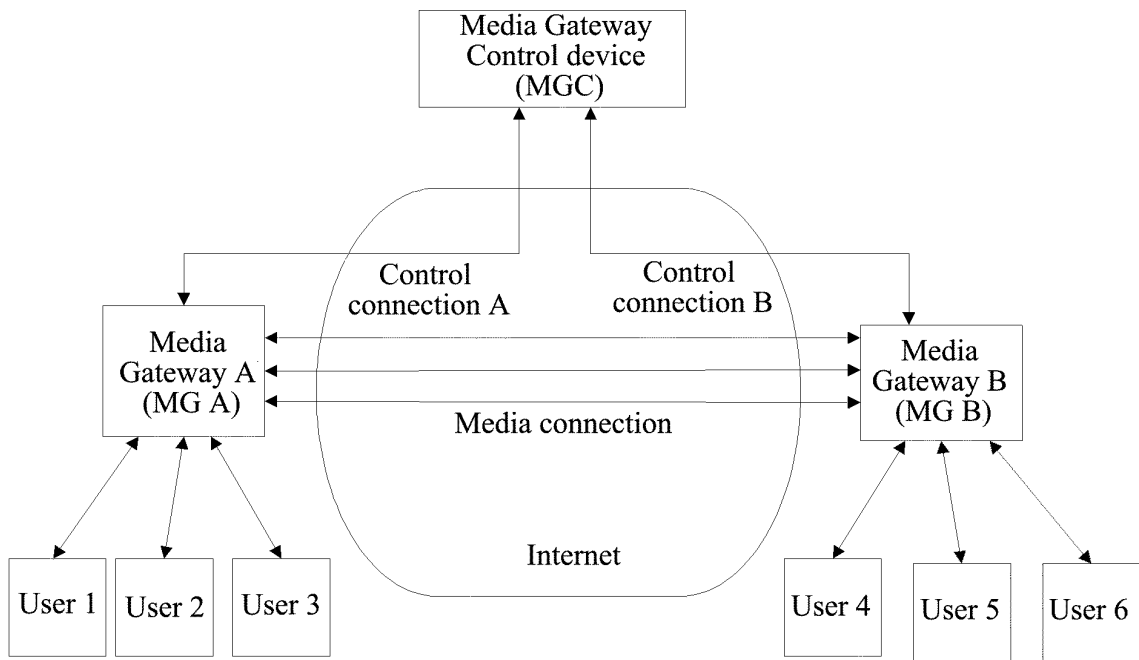 Media Gateway
Control device
(MGC)
Control
connection A
Control
connection B
Media
Gateway A
(MG A)
Media
Gateway B
(MG B)
Media connection
Internet
User 1
User 2
User 3
User 4
User 5
User 6